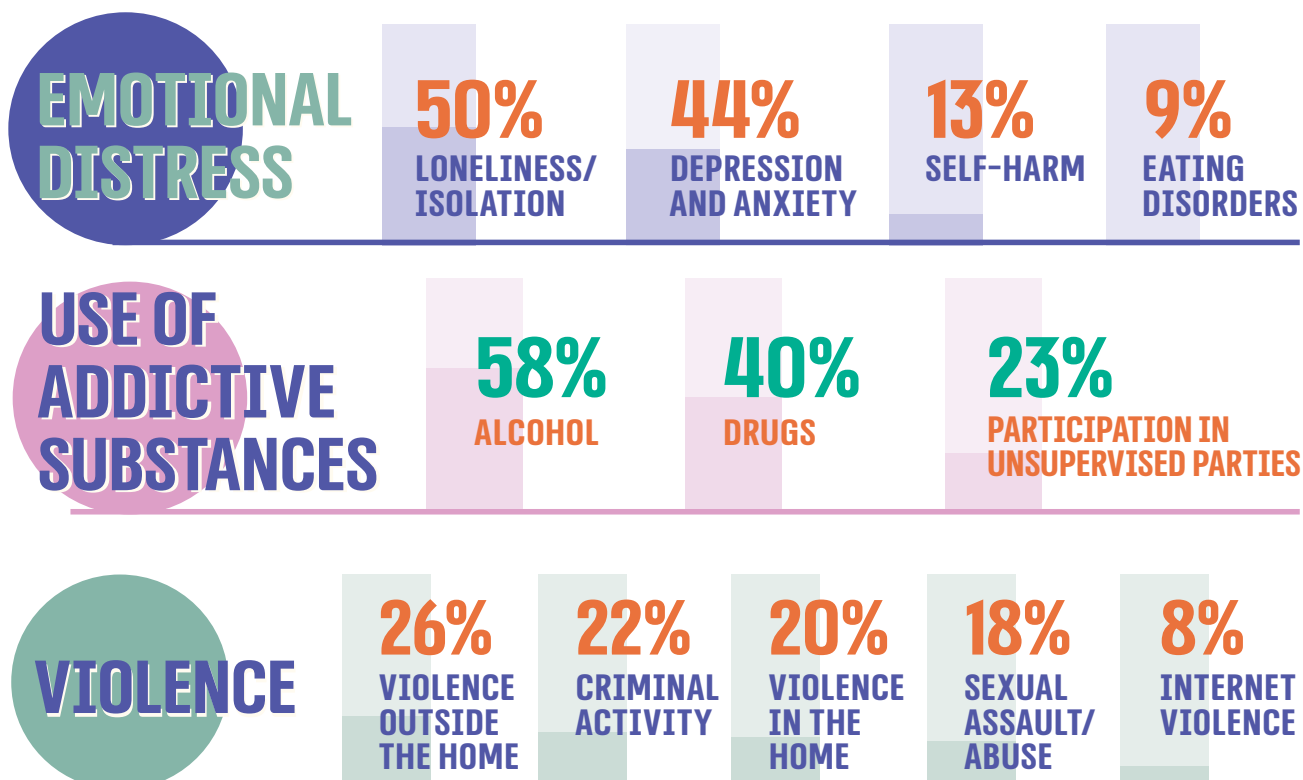 EMOTIONAL
DISTRESS
50%
LONELINESS/
ISOLATION
44%
DEPRESSION
AND ANXIETY
13%
SELF-HARM
9%
EATING
DISORDERS
USE OF
ADDICTIVE
SUBSTANCES
58%
ALCOHOL
40%
DRUGS
23%
PARTICIPATION IN
UNSUPERVISED PARTIES
VIOLENCE
26%
VIOLENCE
OUTSIDE
THE HOME
22%
CRIMINAL
ACTIVITY
20%
VIOLENCE
IN THE
HOME
18%
SEXUAL
ASSAULT/
ABUSE
8%
INTERNET
VIOLENCE